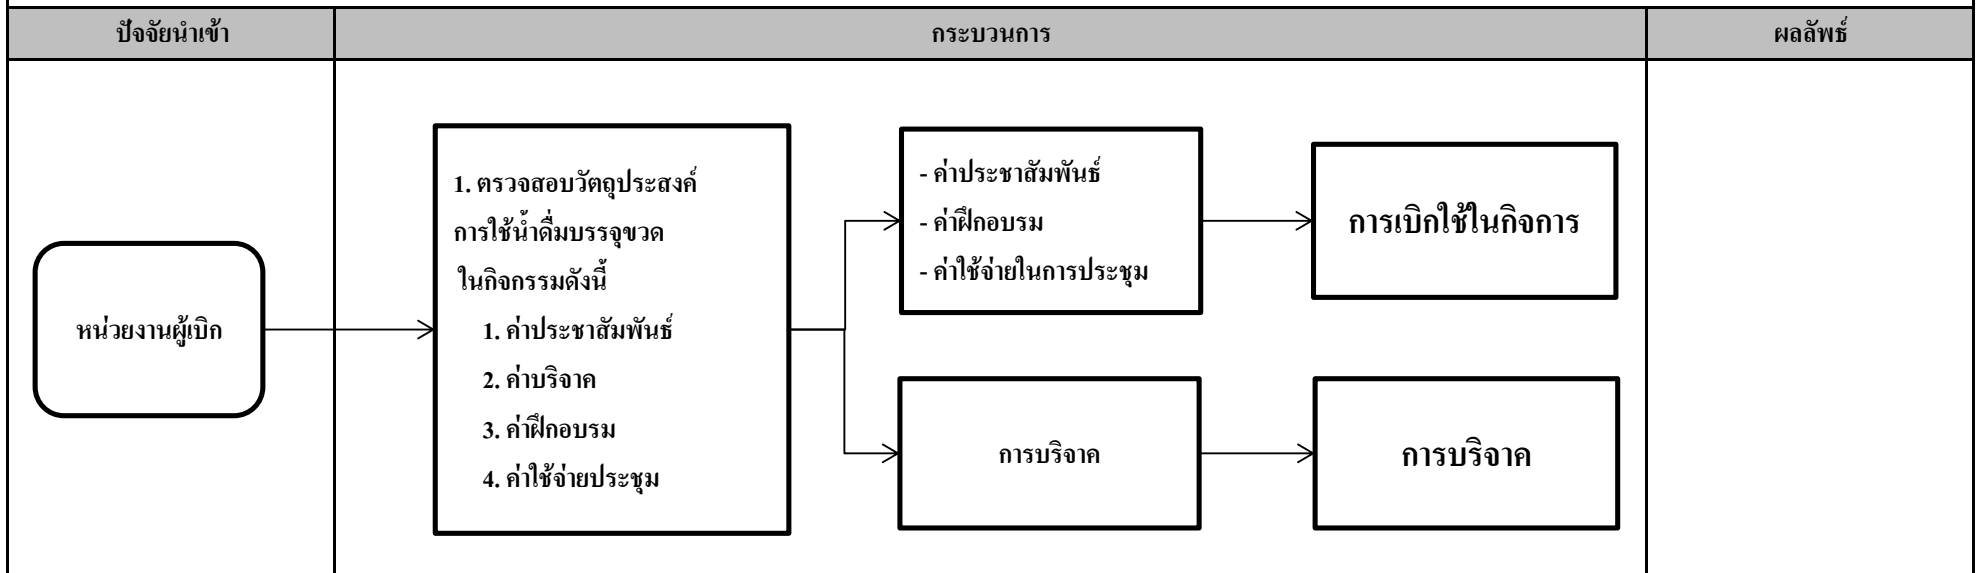 ปัจจัยนำเข้า
กระบวนการ
ผลลัพธ์
หน่วยงานผู้เบิก
1. ตรวจสอบวัตถุประสงค์
การใช้น้ำดื่มบรรจุขวด
ในกิจกรรมดังนี้
1. ค่าประชาสัมพันธ์
2. ค่าบริจาค
3. ค่าฝึกอบรม
4. ค่าใช้จ่ายประชุม
- ค่าประชาสัมพันธ์
- ค่าฝึกอบรม
- ค่าใช้จ่ายในการประชุม
การเบิกใช้ในกิจการ
การบริจาค
การบริจาค